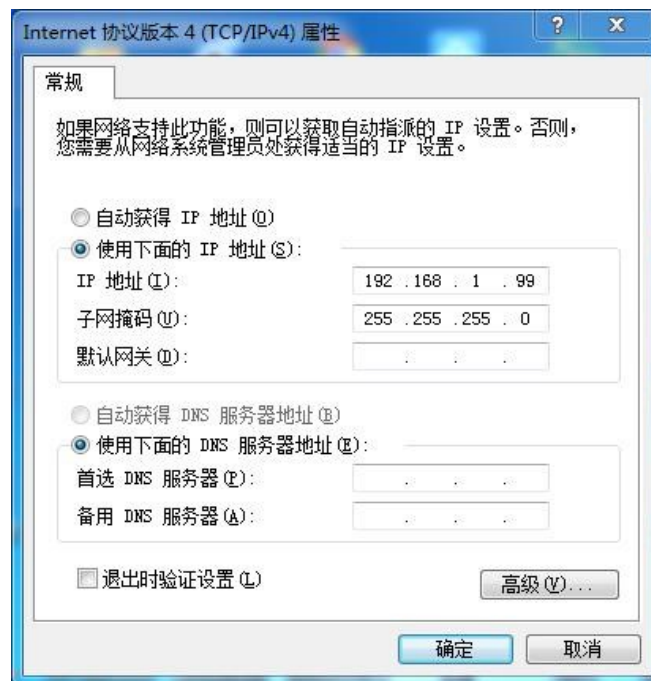 Internet 协议版本 4 (TCP/IPv4) 属性
? X
常规
如果网络支持此功能，则可以获取自动指派的 IP 设置。否则，
您需要从网络系统管理员处获得适当的 IP 设置。
自动获得 IP 地址(O)
使用下面的 IP 地址(S):
IP 地址(I): 192 .168 . 1 . 99
子网掩码(U): 255 .255 .255 . 0
默认网关(D): . . .
自动获得 DNS 服务器地址(B)
使用下面的 DNS 服务器地址(E):
首选 DNS 服务器(P): . . .
备用 DNS 服务器(A): . . .
退出时验证设置(L)
高级(V)...
确定 取消